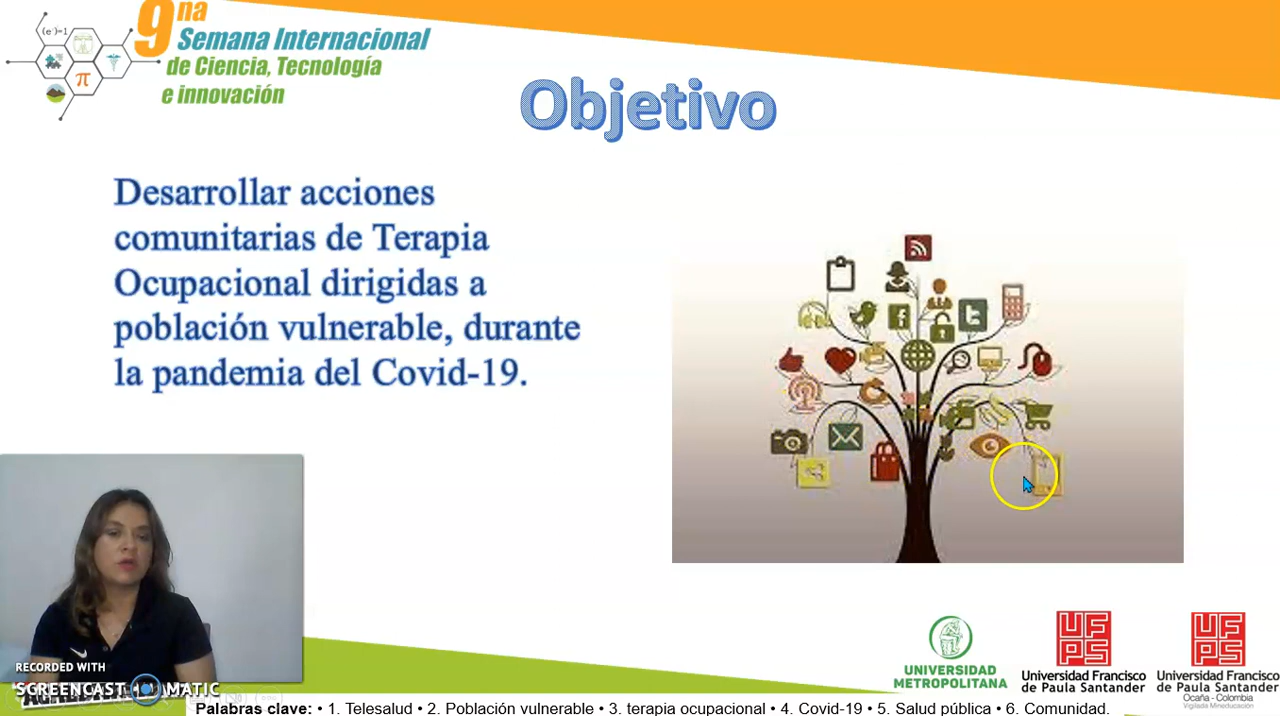 9na
Semana Internacional
de Ciencia, Tecnología
e innovación
(e^)=1
π
Objetivo
Desarrollar acciones
comunitarias de Terapia
Ocupacional dirigidas a
población vulnerable, durante
la pandemia del Covid-19.
RECORDED WITH
SCREENCAST MATIC
UNIVERSIDAD
METROPOLITANA
UFPS
Universidad Francisco
de Paula Santander
UFPS
Universidad Francisco
de Paula Santander
Ocaña - Colombia
Vigilada Mineducación
Palabras clave: • 1. Telesalud • 2. Población vulnerable • 3. terapia ocupacional • 4. Covid-19 • 5. Salud pública • 6. Comunidad.